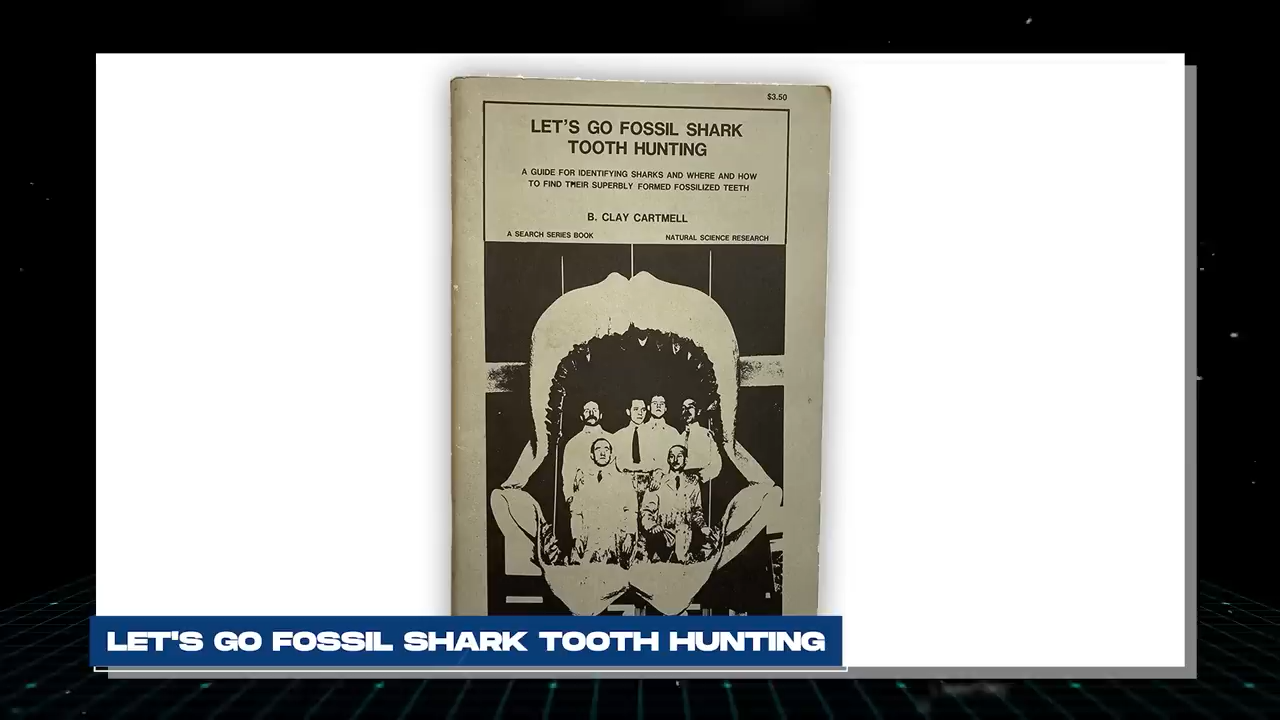 $3.50
LET'S GO FOSSIL SHARK
TOOTH HUNTING
A GUIDE FOR IDENTIFYING SHARKS AND WHERE AND HOW
TO FIND THEIR SUPERBLY FORMED FOSSILIZED TEETH
B. CLAY CARTMELL
A SEARCH SERIES BOOK NATURAL SCIENCE RESEARCH
LET'S GO FOSSIL SHARK TOOTH HUNTING